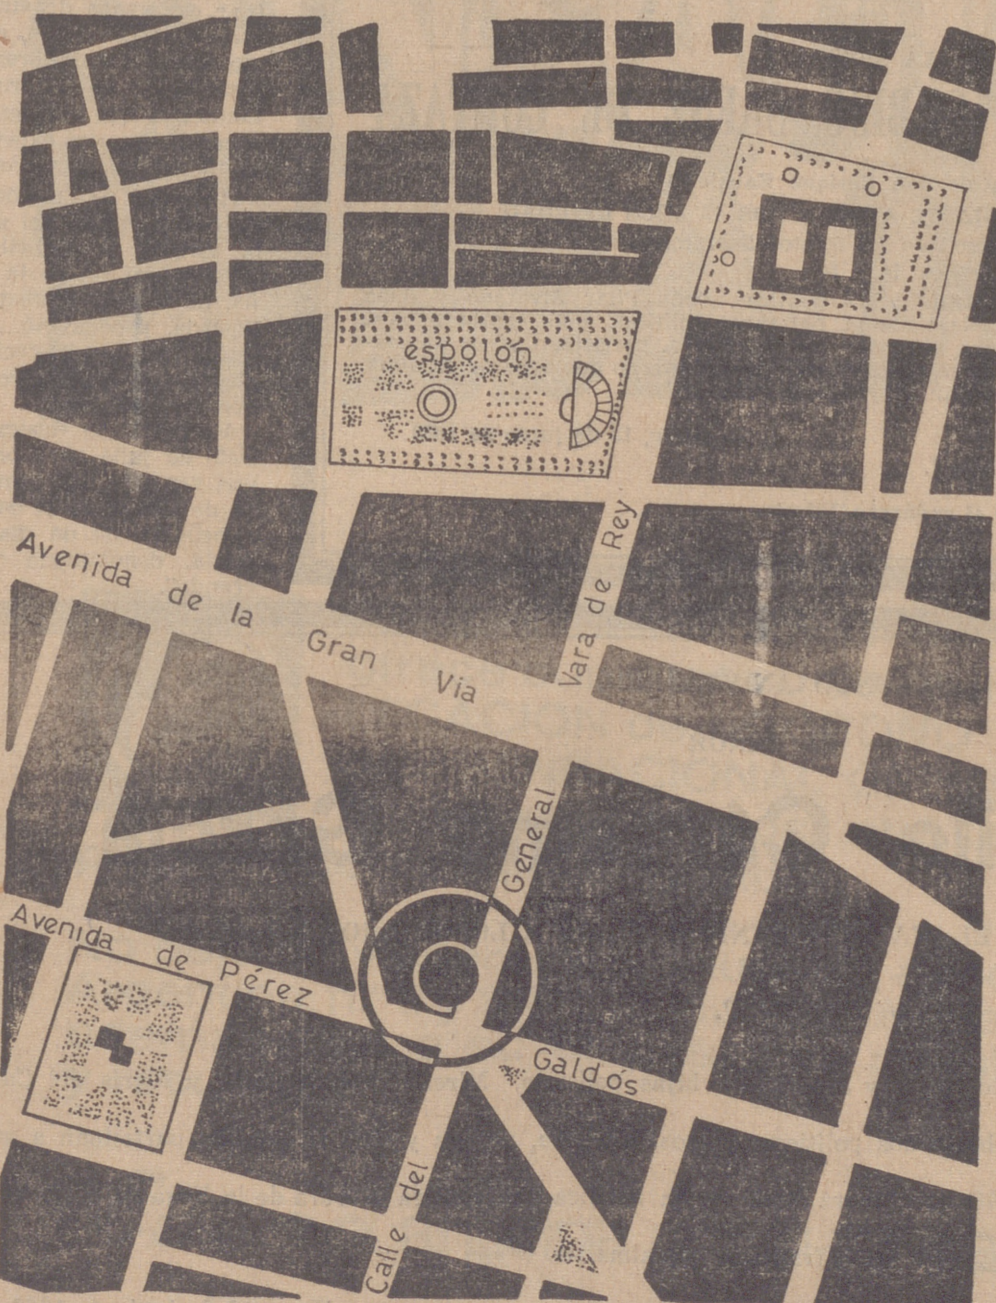 espolón
Avenida de la Gran Via
Calle del General Vara de Rey
Avenida de Pérez Galdós